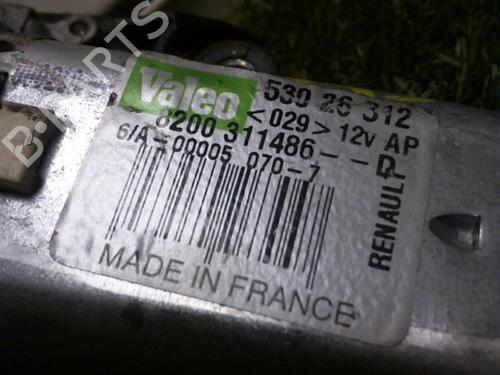 Valeo
530 26 312
<029> 12V AP
8200 311486--D
6/A-00005 070-7
RENAULT
MADE IN FRANCE
B-PARTS